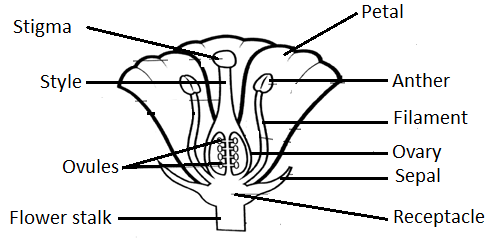 Stigma
Petal
Style
Anther
Filament
Ovary
Ovules
Sepal
Flower stalk
Receptacle